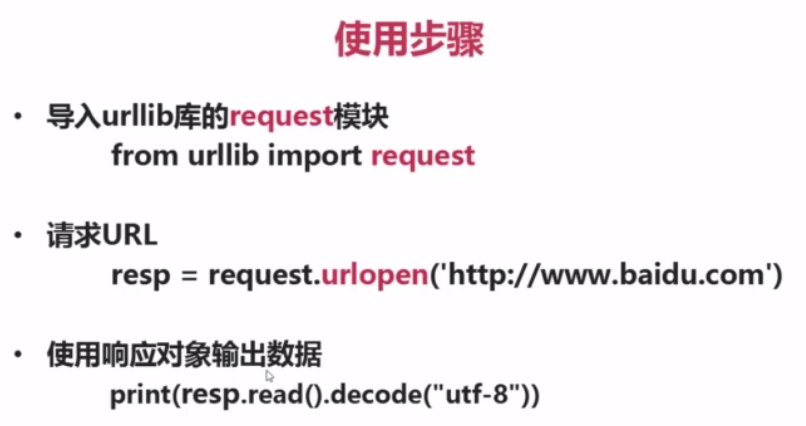 使用步骤
• 导入urllib库的request模块
from urllib import request
• 请求URL
resp = request.urlopen('http://www.baidu.com')
• 使用响应对象输出数据
print(resp.read().decode("utf-8"))